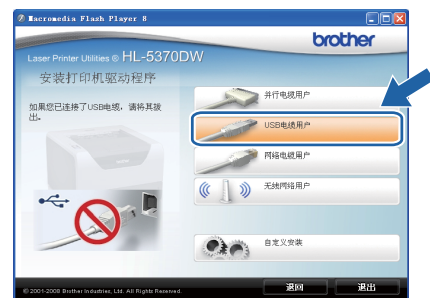 Macromedia Flash Player 8
brother
Laser Printer Utilities © HL-5370DW
安装打印机驱动程序
如果您已连接了USB电缆，请将其拔
出。
并行电缆用户
USB电缆用户
网络电缆用户
无线网络用户
自定义安装
© 2001-2008 Brother Industries, Ltd. All Rights Reserved.
退回
退出